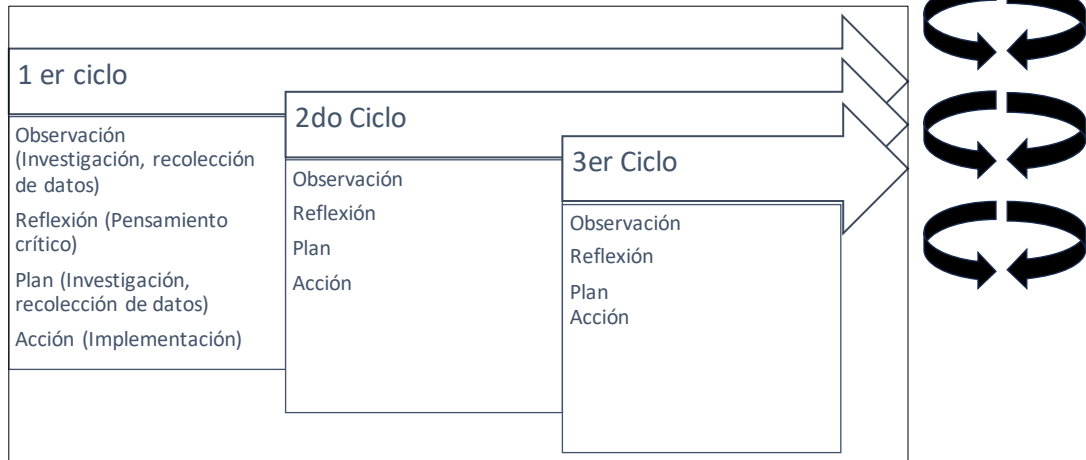 1 er ciclo
Observación
(Investigación, recolección
de datos)
Reflexión (Pensamiento
crítico)
Plan (Investigación,
recolección de datos)
Acción (Implementación)
2do Ciclo
Observación
Reflexión
Plan
Acción
3er Ciclo
Observación
Reflexión
Plan
Acción